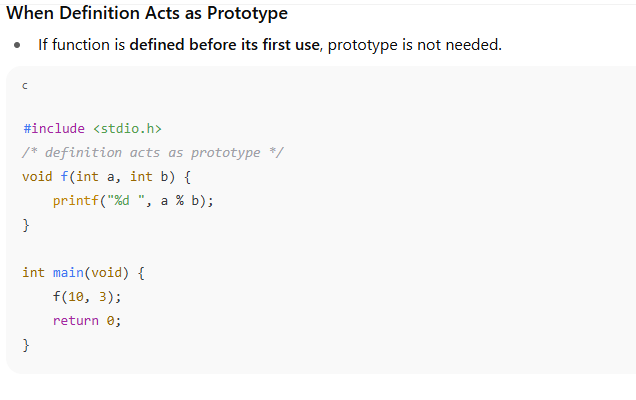 When Definition Acts as Prototype
• If function is defined before its first use, prototype is not needed.
c
#include <stdio.h>
/* definition acts as prototype */
void f(int a, int b) {
    printf("%d ", a % b);
}
int main(void) {
    f(10, 3);
    return 0;
}